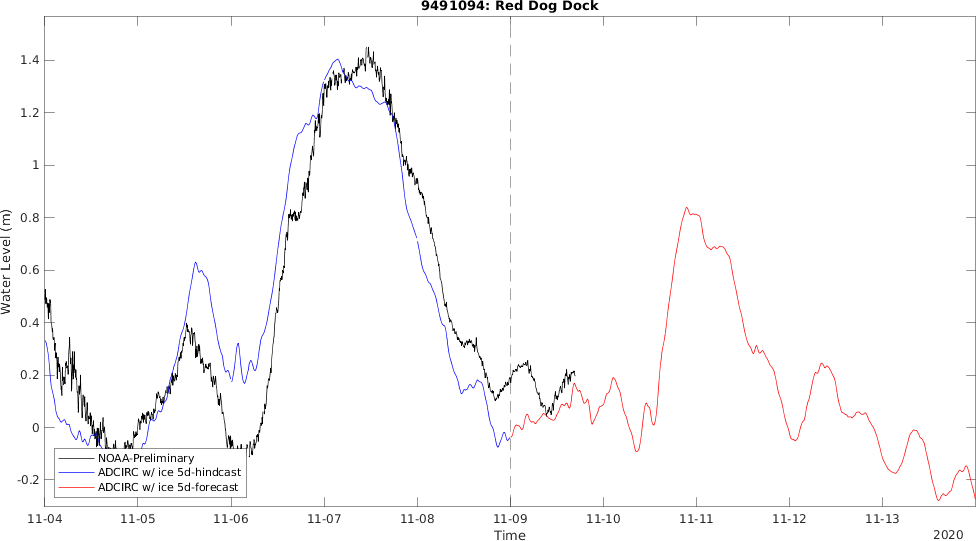 9491094: Red Dog Dock
Water Level (m)
1.4
1.2
1
0.8
0.6
0.4
0.2
0
-0.2
NOAA-Preliminary
ADCIRC w/ ice 5d-hindcast
ADCIRC w/ ice 5d-forecast
11-04 11-05 11-06 11-07 11-08 11-09 11-10 11-11 11-12 11-13
Time
2020